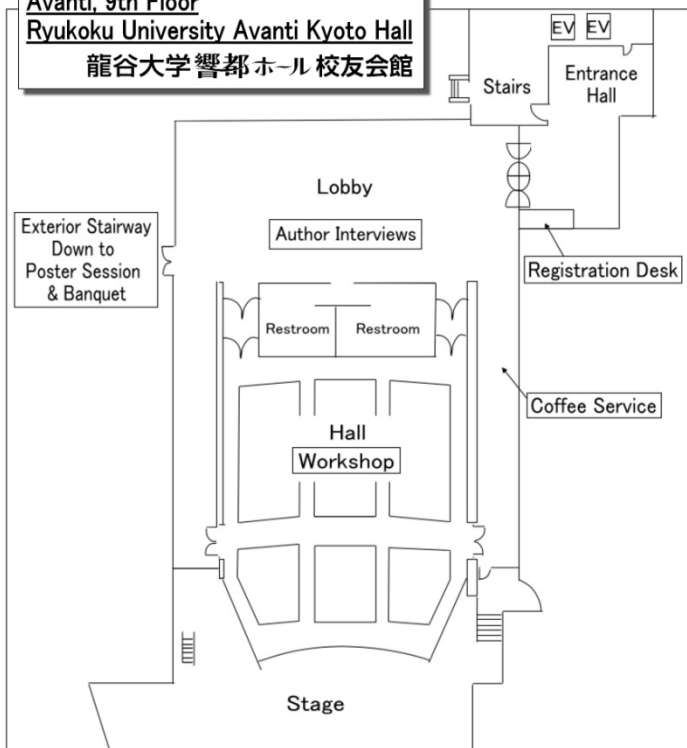 Avanti, 9th Floor
Ryukoku University Avanti Kyoto Hall
龍谷大学 響都ホール 校友会館
EV EV
Stairs
Entrance
Hall
Lobby
Author Interviews
Exterior Stairway
Down to
Poster Session
& Banquet
Registration Desk
Restroom
Restroom
Coffee Service
Hall
Workshop
Stage